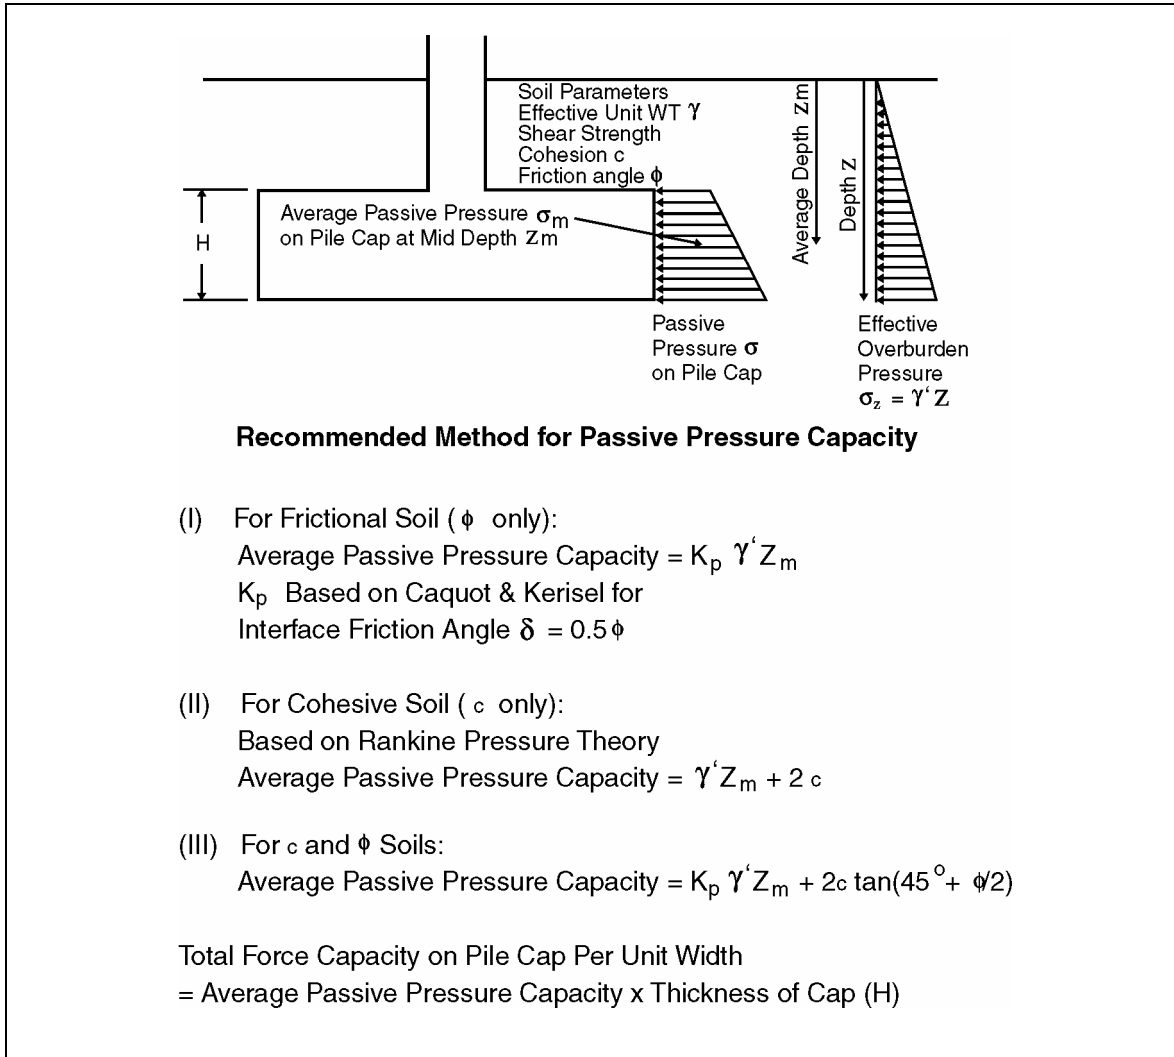 Soil Parameters
Effective Unit WT γ
Shear Strength
Cohesion c
Friction angle ϕ
Average Depth Zm
Depth Z
H
Average Passive Pressure σm
on Pile Cap at Mid Depth Zm
Passive
Pressure σ
on Pile Cap
Effective
Overburden
Pressure
σz = γ‘Z
Recommended Method for Passive Pressure Capacity
(I) For Frictional Soil ( ϕ only):
Average Passive Pressure Capacity = Kp γ‘Zm
Kp Based on Caquot & Kerisel for
Interface Friction Angle δ = 0.5ϕ
(II) For Cohesive Soil ( c only):
Based on Rankine Pressure Theory
Average Passive Pressure Capacity = γ‘Zm + 2 c
(III) For c and ϕ Soils:
Average Passive Pressure Capacity = Kp γ‘Zm + 2c tan(45°+ ϕ/2)
Total Force Capacity on Pile Cap Per Unit Width
= Average Passive Pressure Capacity x Thickness of Cap (H)